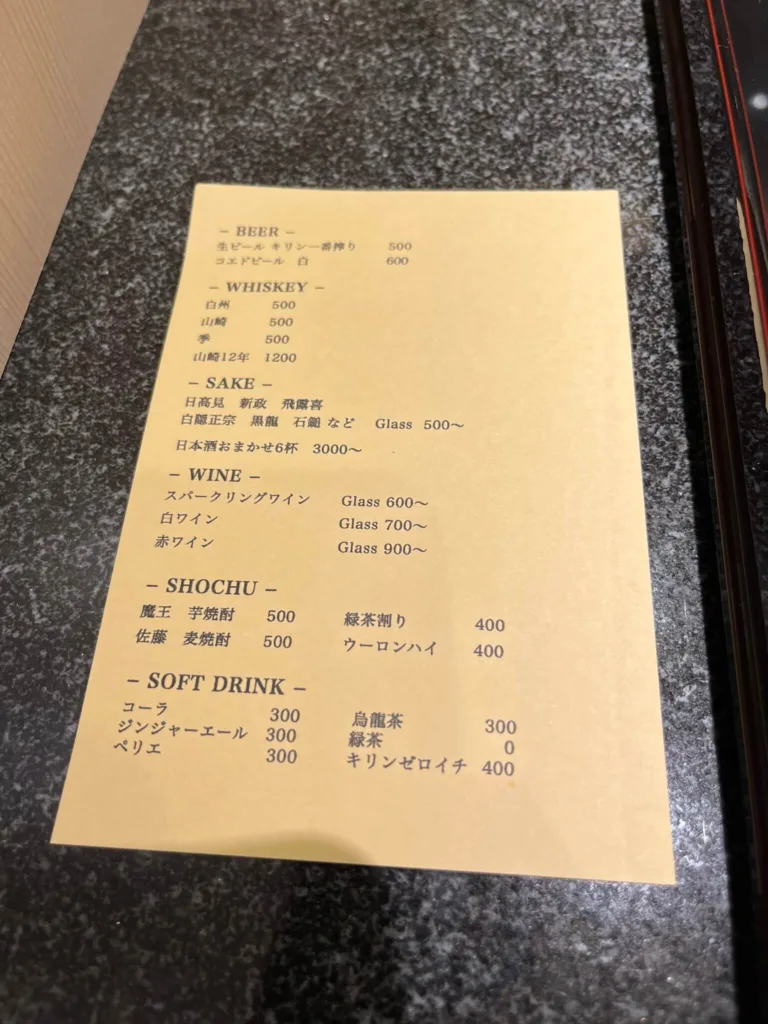 – BEER –
生ビール キリン一番搾り 500
コエドビール 白 600
– WHISKEY –
白州 500
山崎 500
季 500
山崎12年 1200
– SAKE –
日高見 新政 飛露喜
白隠正宗 黒龍 石鎚 など Glass 500～
日本酒おまかせ6杯 3000～
– WINE –
スパークリングワイン Glass 600～
白ワイン Glass 700～
赤ワイン Glass 900～
– SHOCHU –
魔王 芋焼酎 500 緑茶割り 400
佐藤 麦焼酎 500 ウーロンハイ 400
– SOFT DRINK –
コーラ 300 烏龍茶 300
ジンジャーエール 300 緑茶 0
ペリエ 300 キリンゼロイチ 400